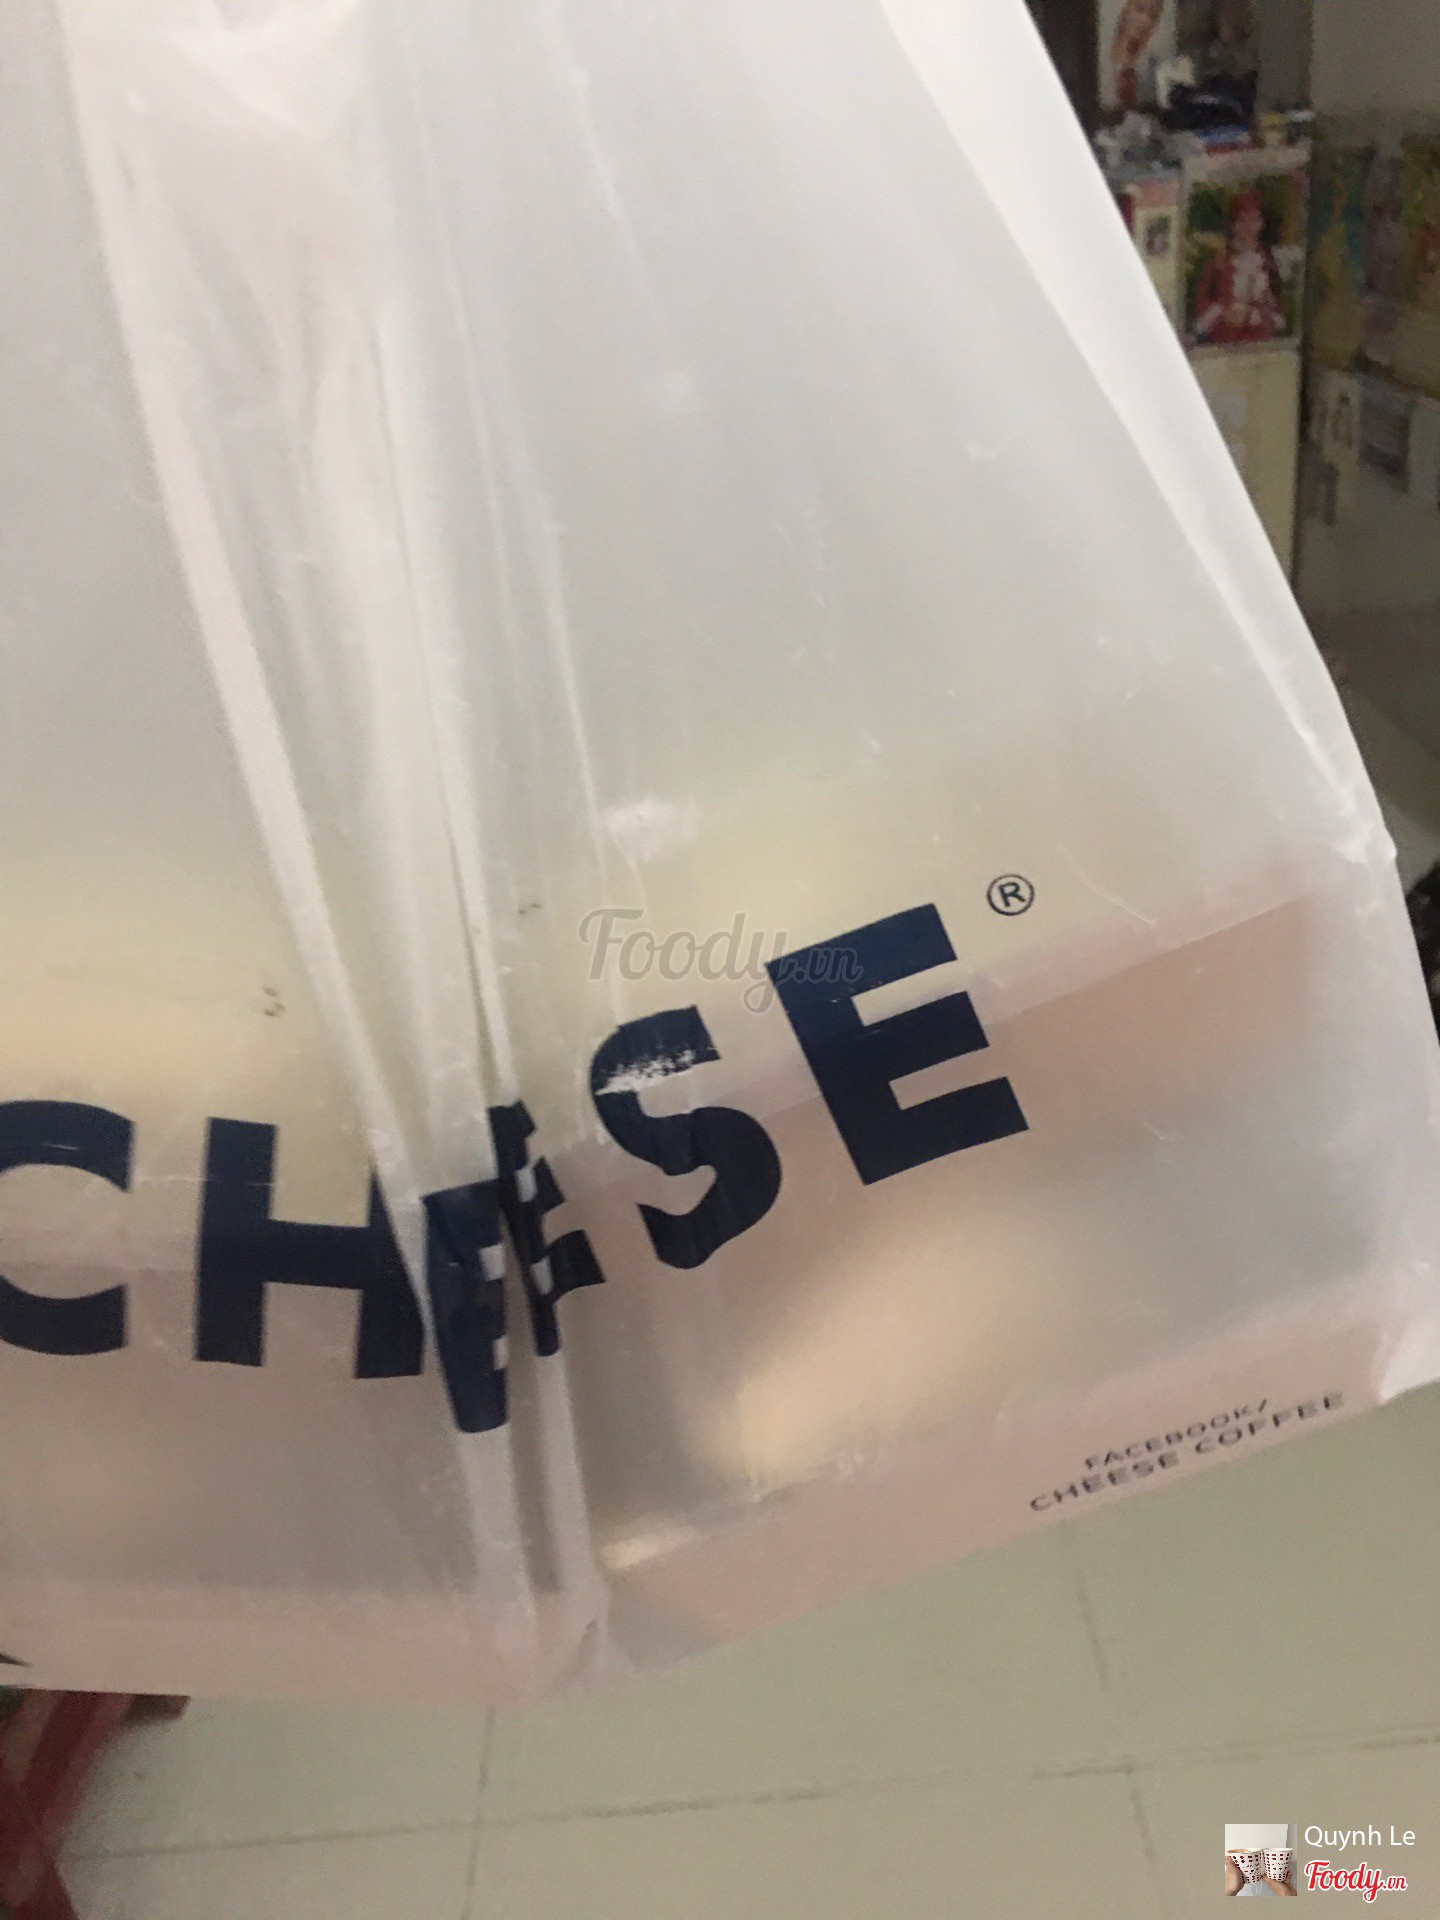 CHEESE ®
FACEBOOK/
CHEESE COFFEE
Foody.vn
Quynh Le
Foody.vn